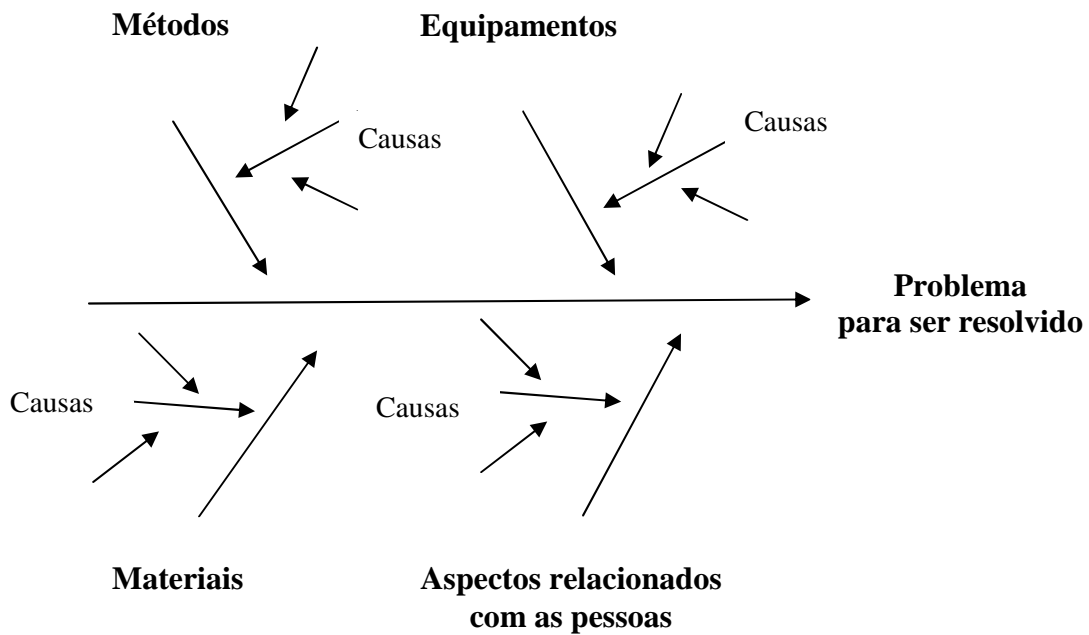 Métodos
Equipamentos
Causas
Causas
Problema
para ser resolvido
Causas
Causas
Materiais
Aspectos relacionados
com as pessoas